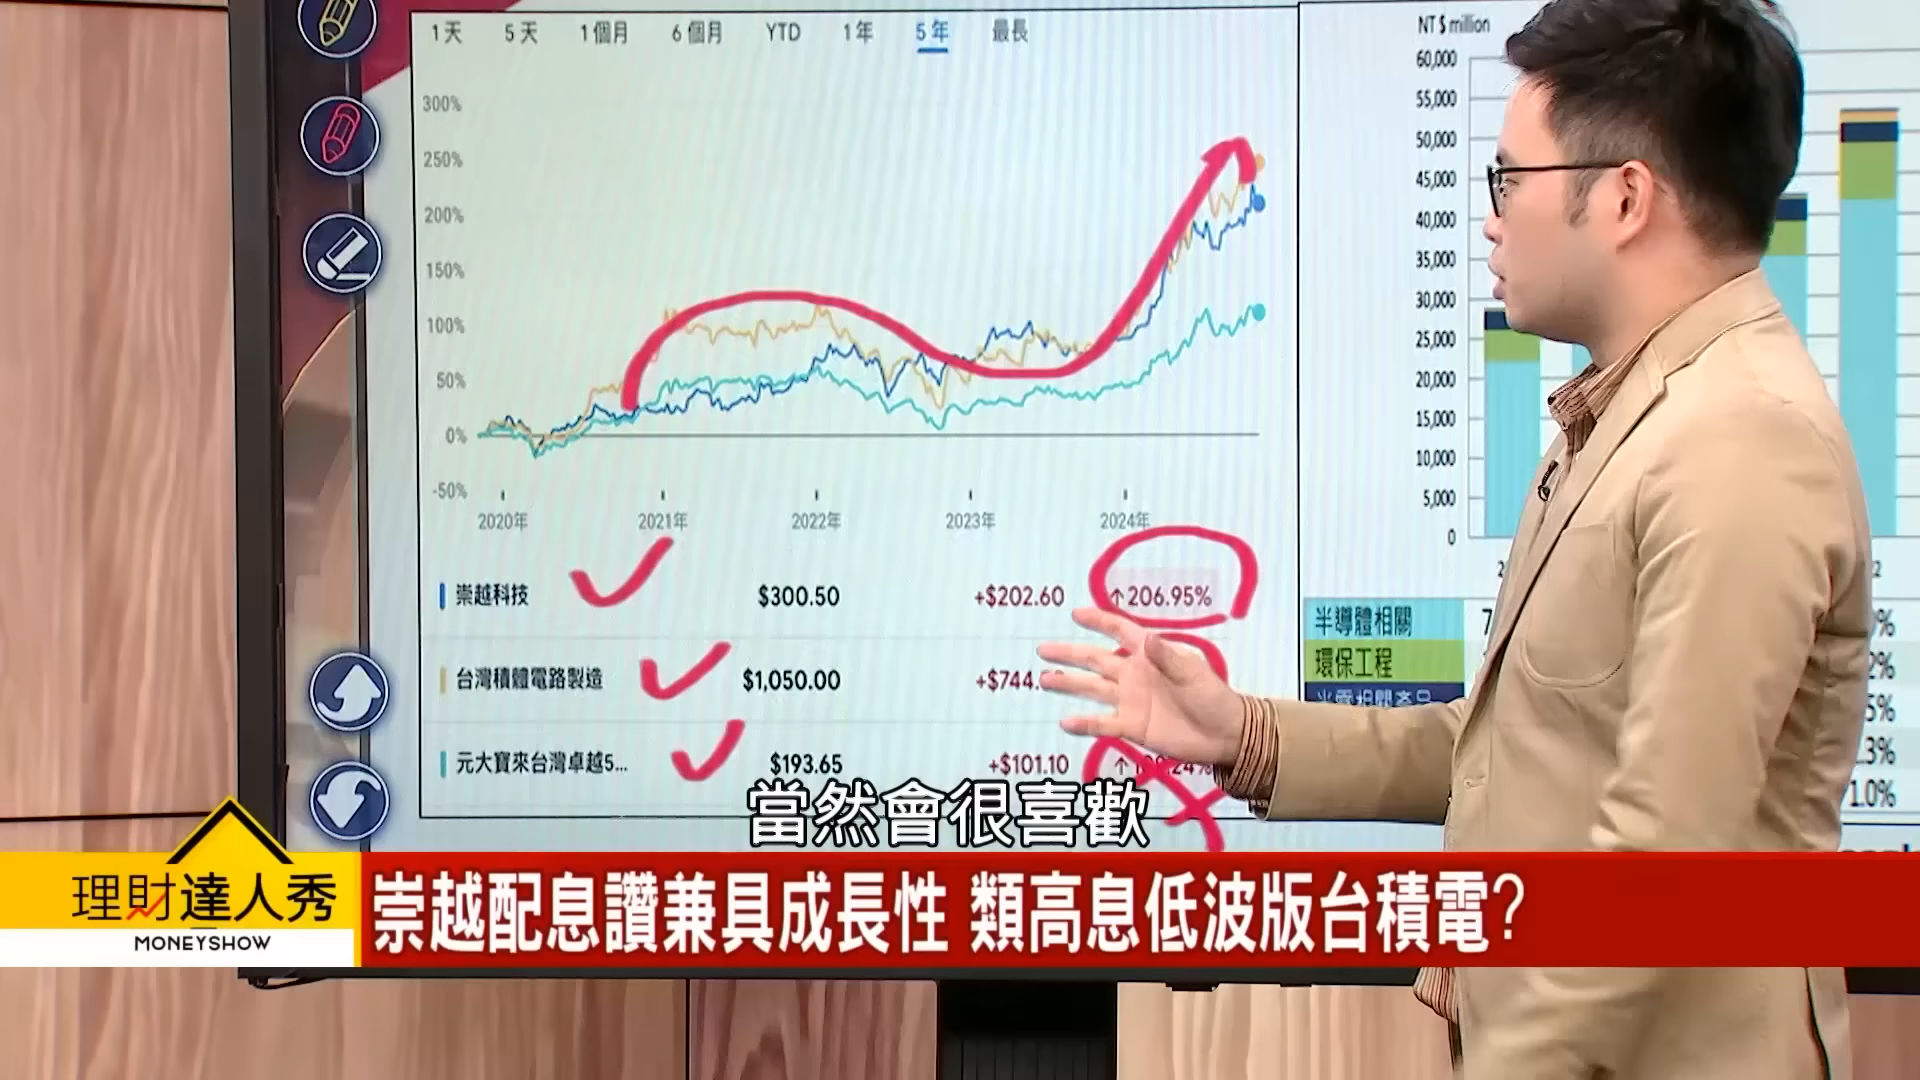 1天 5天 1個月 6個月 YTD 1年 5年 最長
300%
250%
200%
150%
100%
50%
0%
-50%
2020年 2021年 2022年 2023年 2024年
崇越科技 $300.50 +$202.60 ↑206.95%
台灣積體電路製造 $1,050.00 +$744.
元大寶來台灣卓越5... $193.65 +$101.10
NT$million
60,000
55,000
50,000
45,000
40,000
35,000
30,000
25,000
20,000
15,000
10,000
5,000
0
半導體相關
環保工程
光電相關產品
當然會很喜歡
理財達人秀
MONEYSHOW
崇越配息讚兼具成長性 類高息低波版台積電?